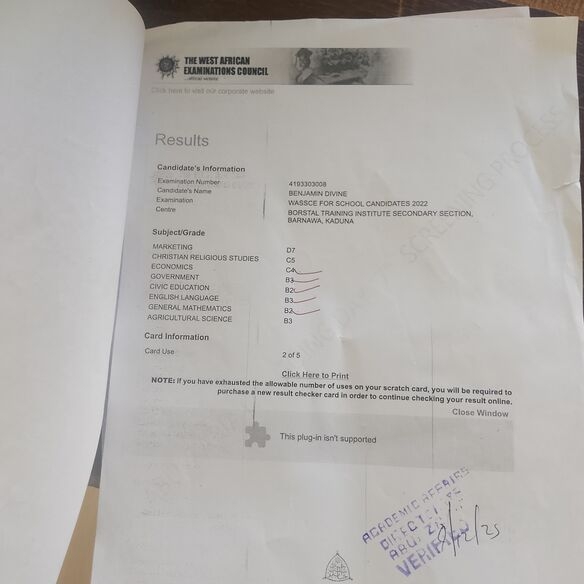 THE WEST AFRICAN
EXAMINATIONS COUNCIL
...official website
Click here to visit our corporate website
Results
Candidate's Information
Examination Number 4193303008
Candidate's Name BENJAMIN DIVINE
Examination WASSCE FOR SCHOOL CANDIDATES 2022
Centre BORSTAL TRAINING INSTITUTE SECONDARY SECTION,
BARNAWA, KADUNA
Subject/Grade
MARKETING D7
CHRISTIAN RELIGIOUS STUDIES C5
ECONOMICS C4
GOVERNMENT B3
CIVIC EDUCATION B2
ENGLISH LANGUAGE B3
GENERAL MATHEMATICS B2
AGRICULTURAL SCIENCE B3
Card Information
Card Use 2 of 5
Click Here to Print
NOTE: If you have exhausted the allowable number of uses on your scratch card, you will be required to
purchase a new result checker card in order to continue checking your result online.
Close Window
This plug-in isn't supported
SCREENING PROCESS
ACADEMIC AFFAIRS
VERIFIED